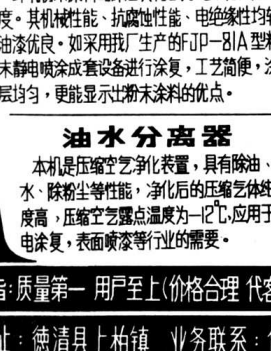 度。其机械性能、抗腐蚀性能、电绝缘性均
油漆优良。如采用我厂生产的FJP-81A型
末静电喷涂成套设备进行涂复，工艺简便，
层均匀，更能显示出粉末涂料的优点。
油水分离器
本机是压缩空艺净化装置，具有除油、
水、除粉尘等性能，净化后的压缩艺体纯
度高，压缩空艺露点温度为—12℃，应用于
电涂复，表面喷漆等行业的需要。
:质量第一 用戸至上(价格合理 代客
:德清县上柏镇 业务联系: